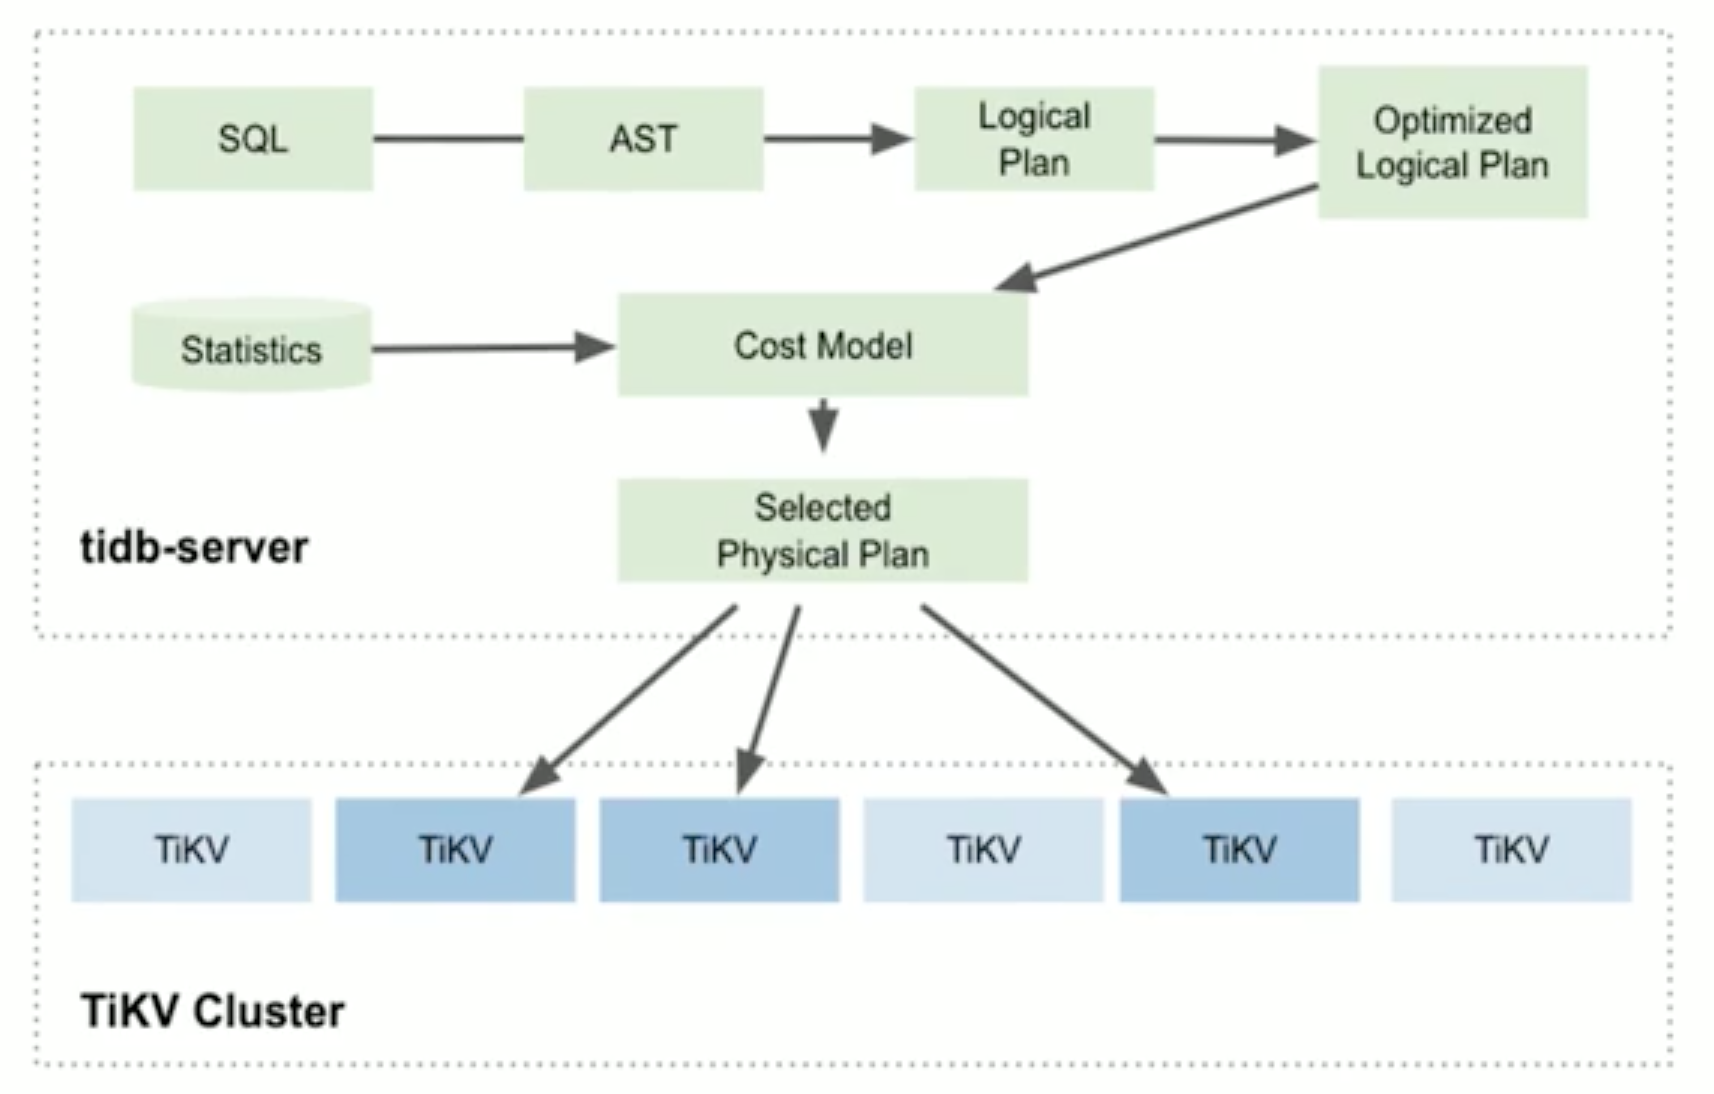 SQL
AST
Logical
Plan
Optimized
Logical Plan
Statistics
Cost Model
Selected
Physical Plan
tidb-server
TiKV
TiKV
TiKV
TiKV
TiKV
TiKV
TiKV Cluster